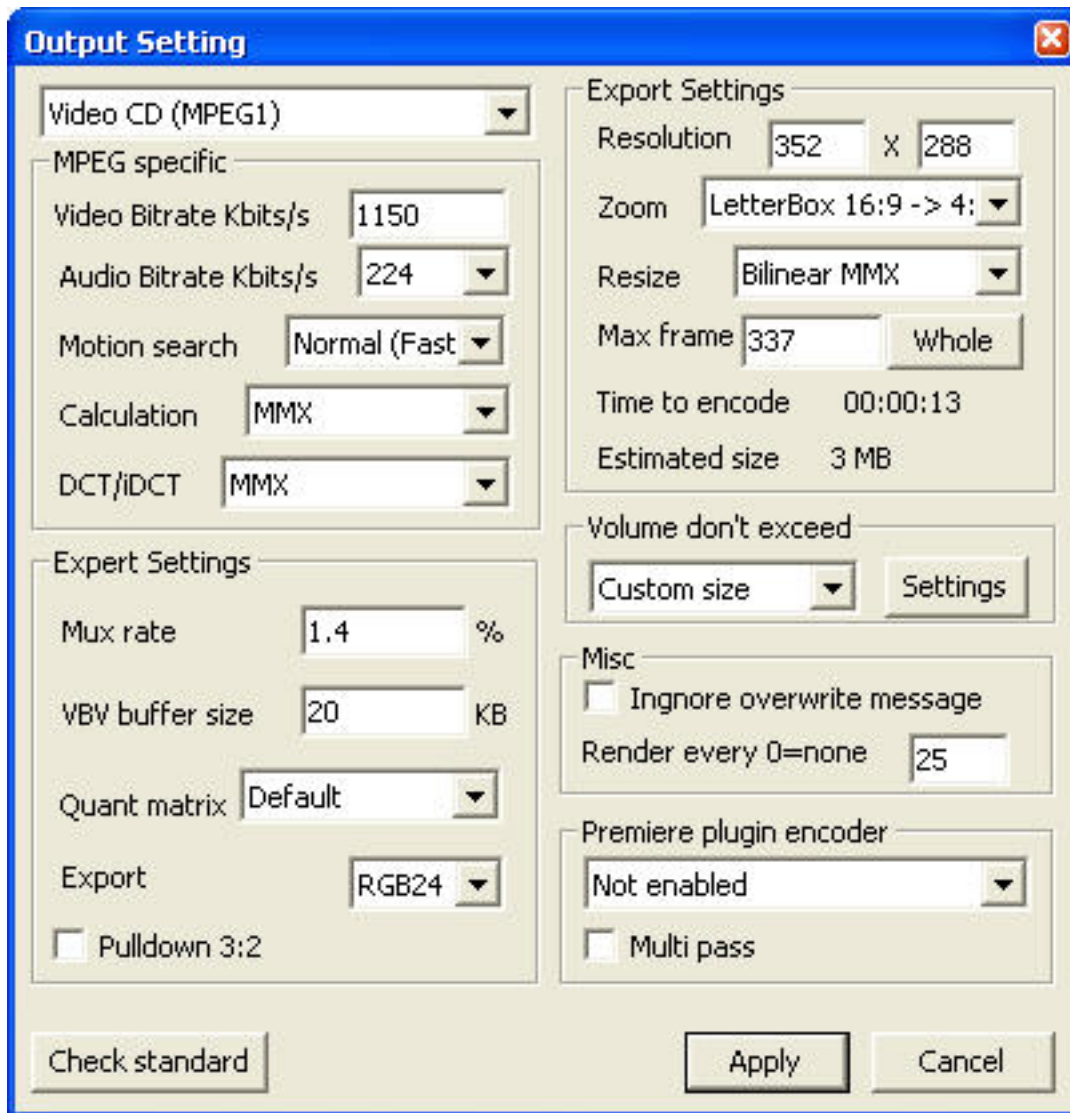 Output Setting
Video CD (MPEG1)
MPEG specific
Video Bitrate Kbits/s 1150
Audio Bitrate Kbits/s 224
Motion search Normal (Fast
Calculation MMX
DCT/iDCT MMX
Expert Settings
Mux rate 1.4 %
VBV buffer size 20 KB
Quant matrix Default
Export RGB24
Pulldown 3:2
Check standard
Export Settings
Resolution 352 X 288
Zoom LetterBox 16:9 -> 4:
Resize Bilinear MMX
Max frame 337 Whole
Time to encode 00:00:13
Estimated size 3 MB
Volume don't exceed
Custom size Settings
Misc
Ingnore overwrite message
Render every 0=none 25
Premiere plugin encoder
Not enabled
Multi pass
Apply Cancel